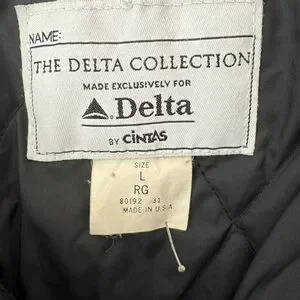 NAME:
THE DELTA COLLECTION
MADE EXCLUSIVELY FOR
Delta
BY CINTAS
SIZE
L
RG
80192 31
MADE IN U.S.A